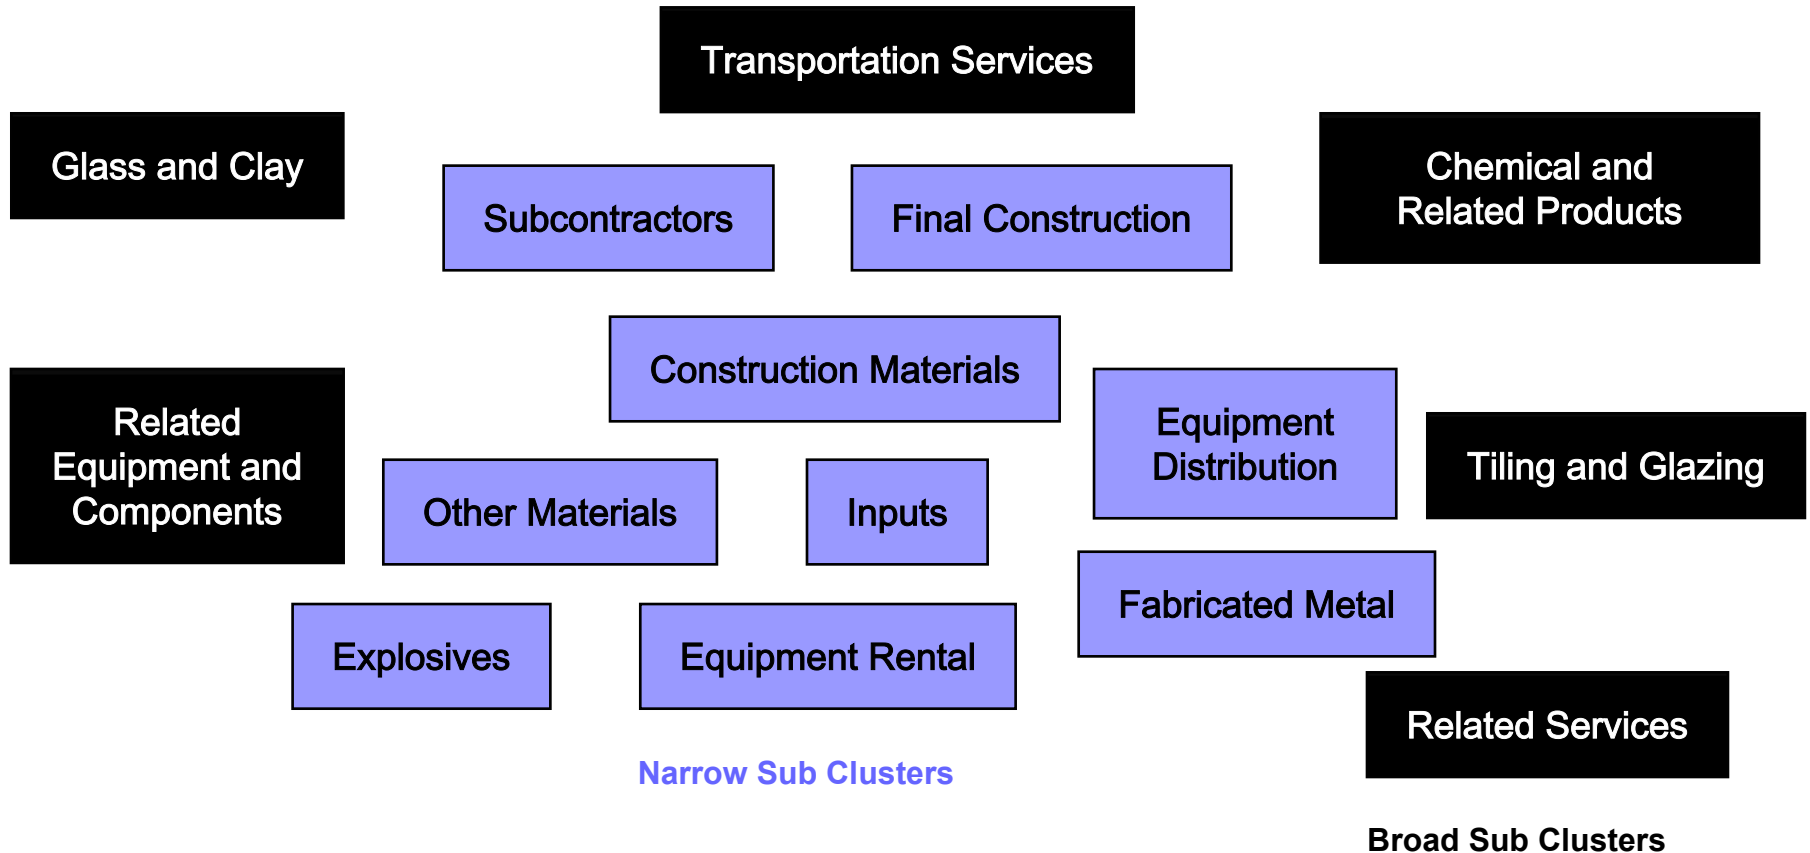 Transportation Services
Glass and Clay
Chemical and
Related Products
Subcontractors
Final Construction
Construction Materials
Related
Equipment and
Components
Equipment
Distribution
Tiling and Glazing
Other Materials
Inputs
Fabricated Metal
Explosives
Equipment Rental
Related Services
Narrow Sub Clusters
Broad Sub Clusters